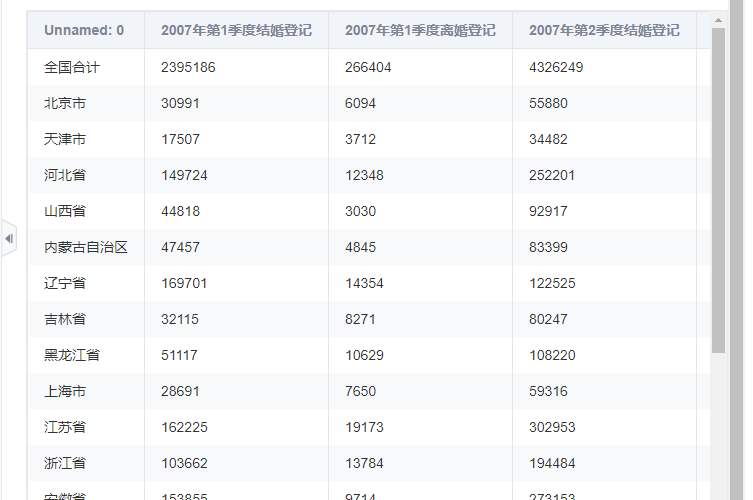 Unnamed: 0 2007年第1季度结婚登记 2007年第1季度离婚登记 2007年第2季度结婚登记
全国合计 2395186 266404 4326249
北京市 30991 6094 55880
天津市 17507 3712 34482
河北省 149724 12348 252201
山西省 44818 3030 92917
内蒙古自治区 47457 4845 83399
辽宁省 169701 14354 122525
吉林省 32115 8271 80247
黑龙江省 51117 10629 108220
上海市 28691 7650 59316
江苏省 162225 19173 302953
浙江省 103662 13784 194484
安徽省 153855 9714 273153